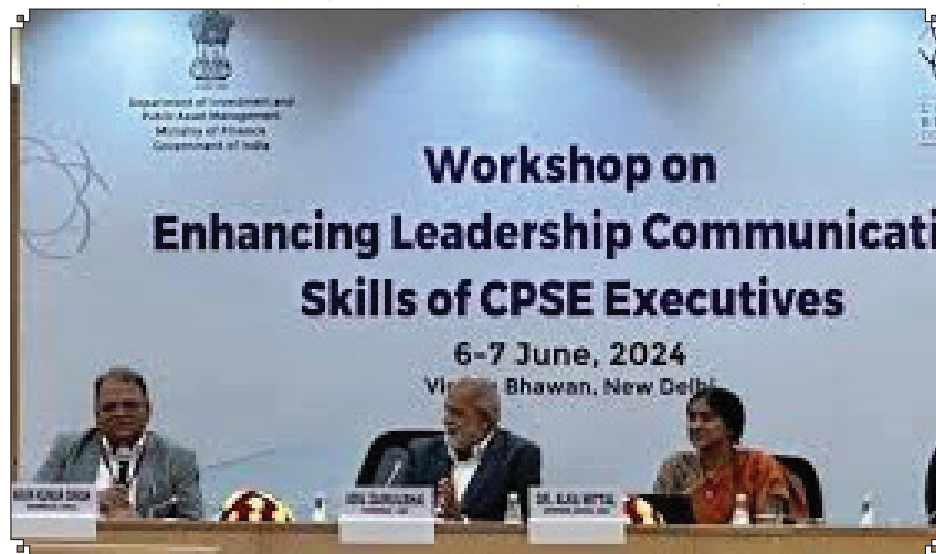 Department of Investment and
Public Asset Management
Ministry of Finance
Government of India
Workshop on
Enhancing Leadership Communicati
Skills of CPSE Executives
6-7 June, 2024
Bhawan, New Delhi
DR.